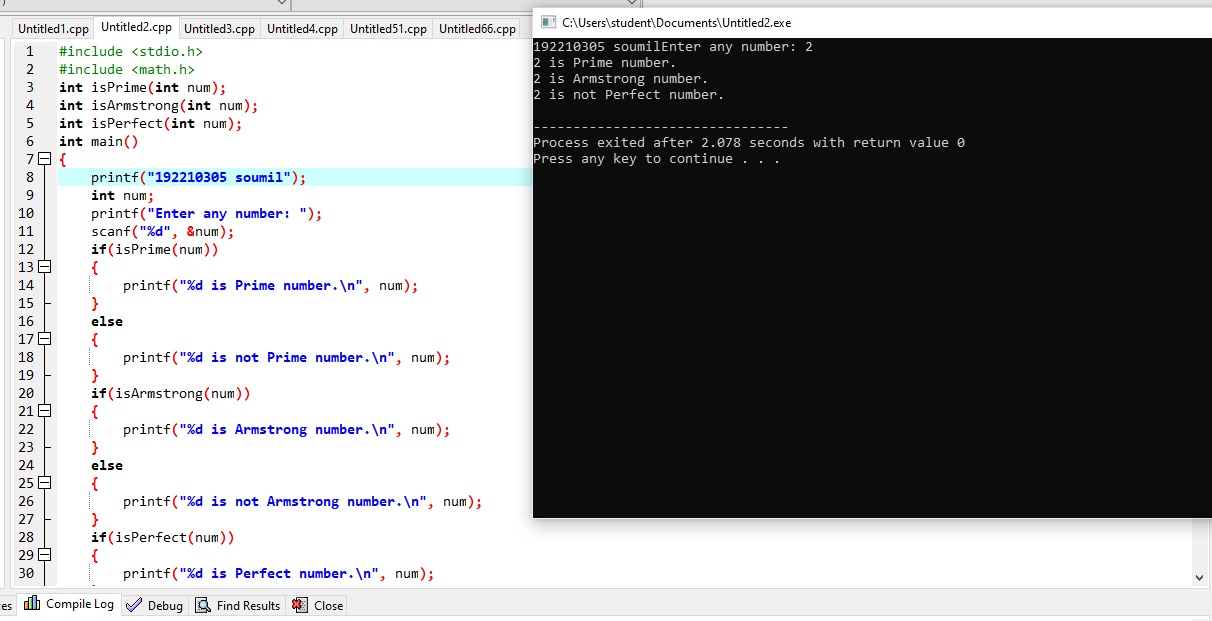 Untitled1.cpp Untitled2.cpp Untitled3.cpp Untitled4.cpp Untitled51.cpp Untitled66.cpp
1 #include <stdio.h>
2 #include <math.h>
3 int isPrime(int num);
4 int isArmstrong(int num);
5 int isPerfect(int num);
6 int main()
7 {
8 printf("192210305 soumil");
9 int num;
10 printf("Enter any number: ");
11 scanf("%d", &num);
12 if(isPrime(num))
13 {
14 printf("%d is Prime number.\n", num);
15 }
16 else
17 {
18 printf("%d is not Prime number.\n", num);
19 }
20 if(isArmstrong(num))
21 {
22 printf("%d is Armstrong number.\n", num);
23 }
24 else
25 {
26 printf("%d is not Armstrong number.\n", num);
27 }
28 if(isPerfect(num))
29 {
30 printf("%d is Perfect number.\n", num);
C:\Users\student\Documents\Untitled2.exe
192210305 soumilEnter any number: 2
2 is Prime number.
2 is Armstrong number.
2 is not Perfect number.
--------------------------------
Process exited after 2.078 seconds with return value 0
Press any key to continue . . .
es Compile Log Debug Find Results Close